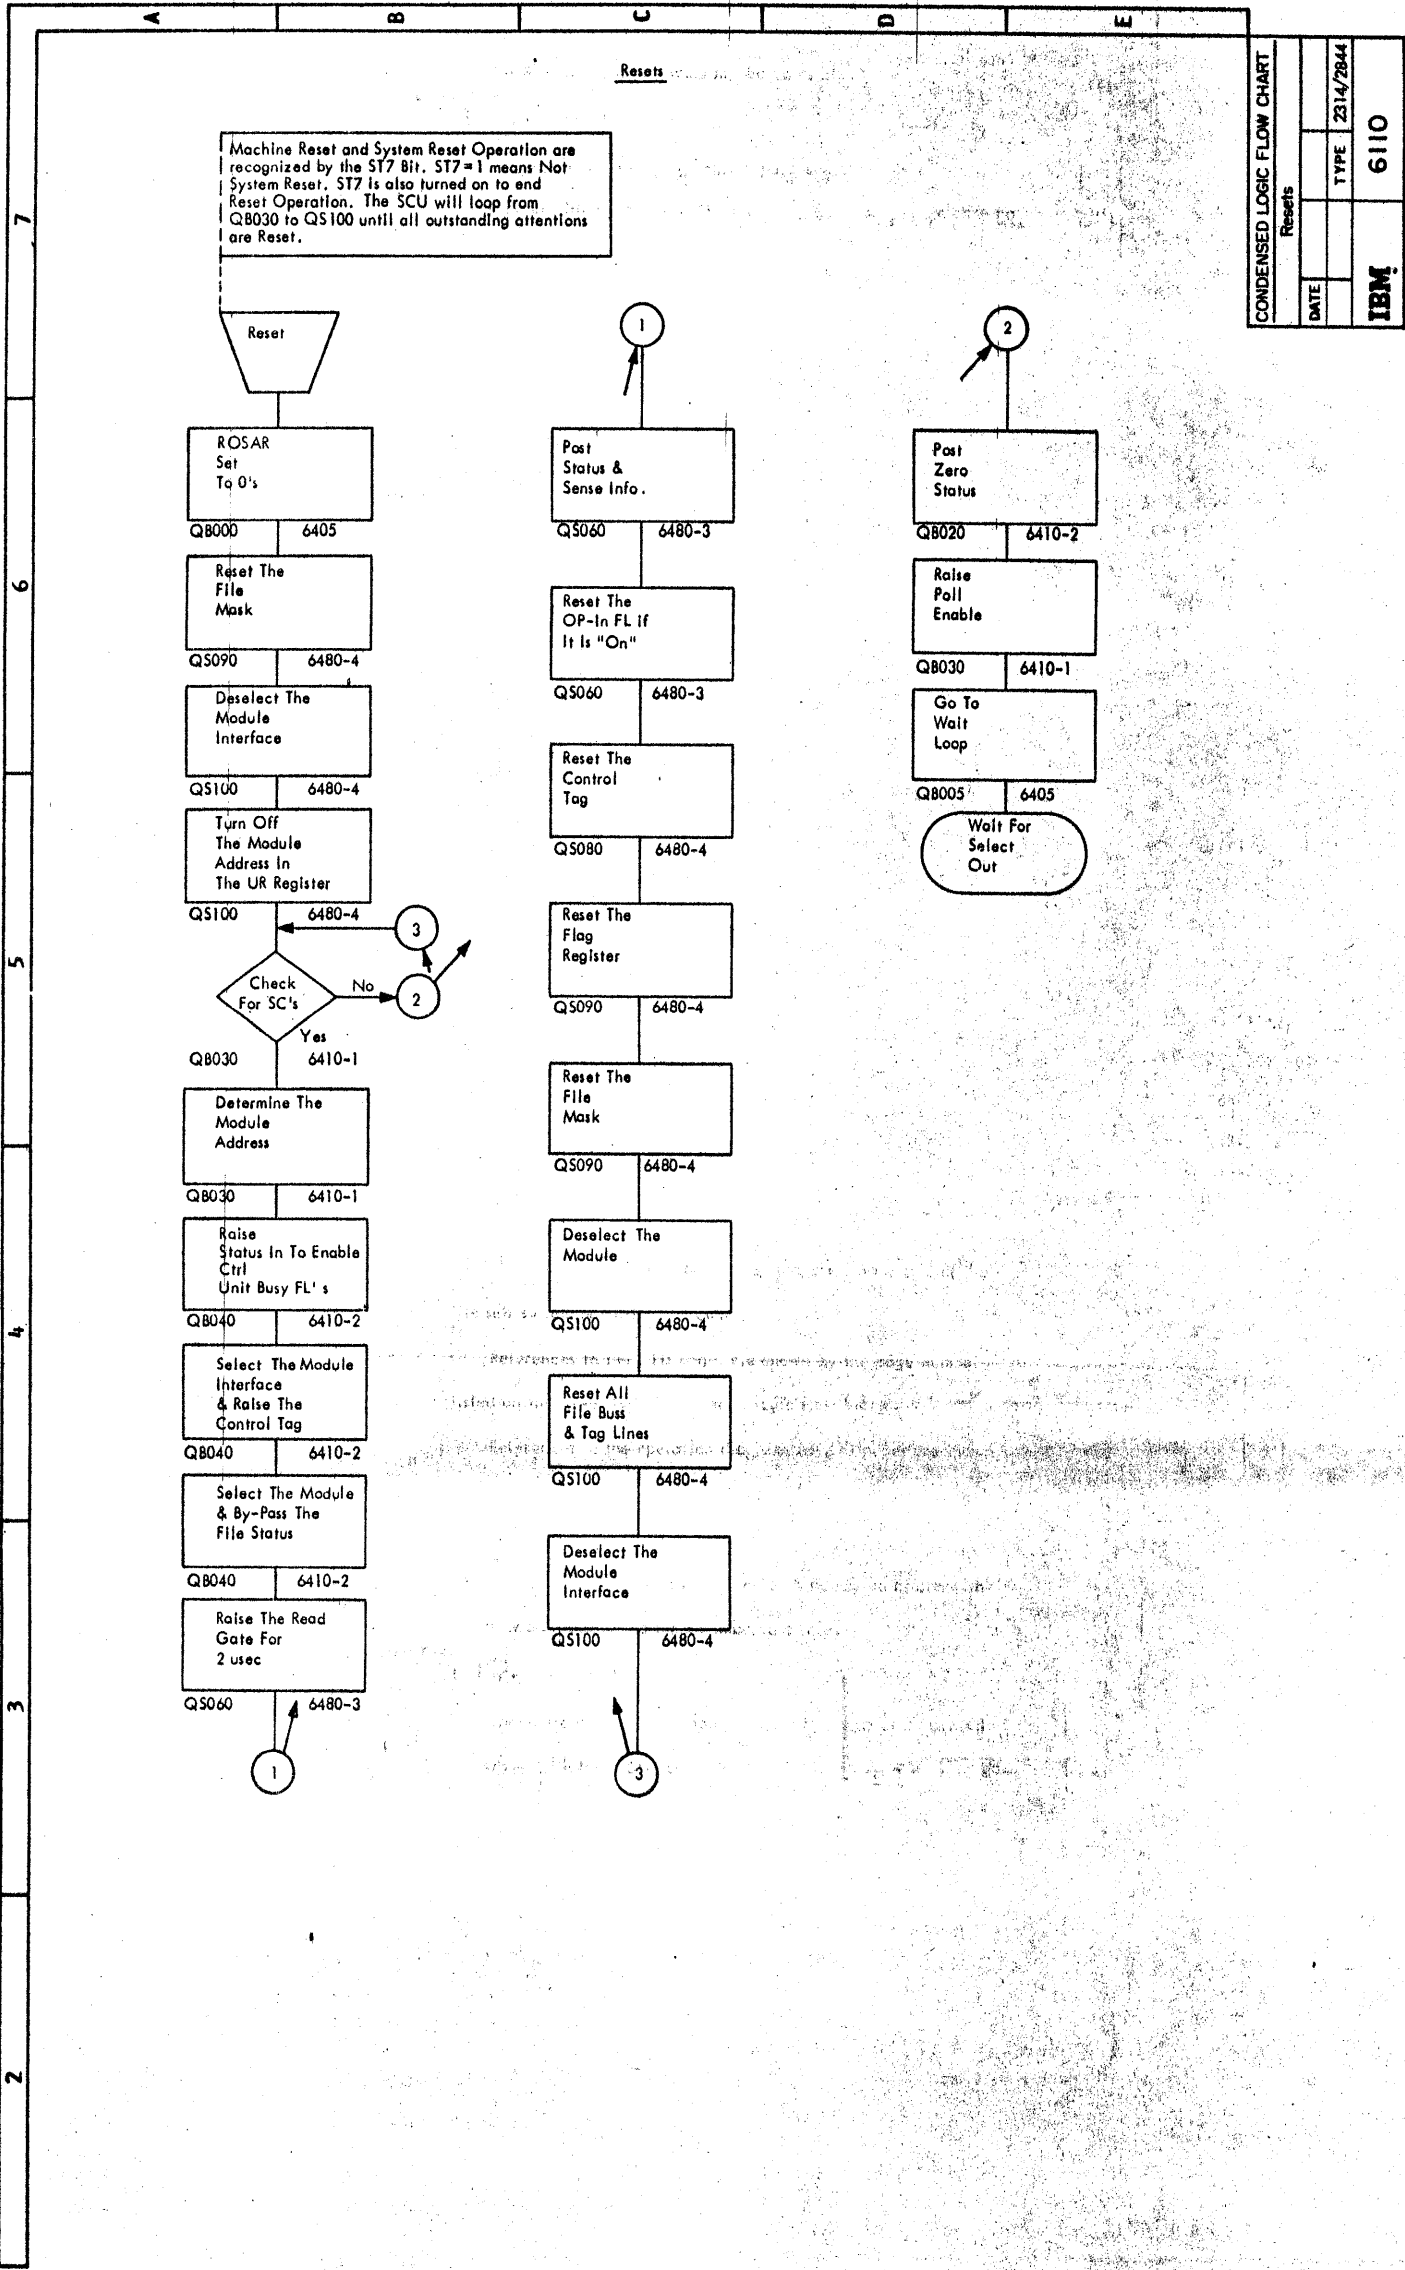 A
B
C
D
E
7
6
5
4
3
2
CONDENSED LOGIC FLOW CHART
Resets
DATE
TYPE 2314/2844
IBM
6110
Resets
Machine Reset and System Reset Operation are
recognized by the ST7 Bit. ST7=1 means Not
System Reset. ST7 is also turned on to end
Reset Operation. The SCU will loop from
QB030 to QS100 until all outstanding attentions
are Reset.
Reset
ROSAR
Set
To 0's
QB000 6405
Reset The
File
Mask
QS090 6480-4
Deselect The
Module
Interface
QS100 6480-4
Turn Off
The Module
Address In
The UR Register
QS100 6480-4
3
Check
For SC's
No
2
Yes
QB030 6410-1
Determine The
Module
Address
QB030 6410-1
Raise
Status In To Enable
Ctrl
Unit Busy FL's
QB040 6410-2
Select The Module
Interface
& Raise The
Control Tag
QB040 6410-2
Select The Module
& By-Pass The
File Status
QB040 6410-2
Raise The Read
Gate For
2 usec
QS060 6480-3
1
1
Post
Status &
Sense Info.
QS060 6480-3
Reset The
OP-In FL if
It Is "On"
QS060 6480-3
Reset The
Control
Tag
QS080 6480-4
Reset The
Flag
Register
QS090 6480-4
Reset The
File
Mask
QS090 6480-4
Deselect The
Module
QS100 6480-4
Reset All
File Buss
& Tag Lines
QS100 6480-4
Deselect The
Module
Interface
QS100 6480-4
3
2
Post
Zero
Status
QB020 6410-2
Raise
Poll
Enable
QB030 6410-1
Go To
Wait
Loop
QB005 6405
Wait For
Select
Out